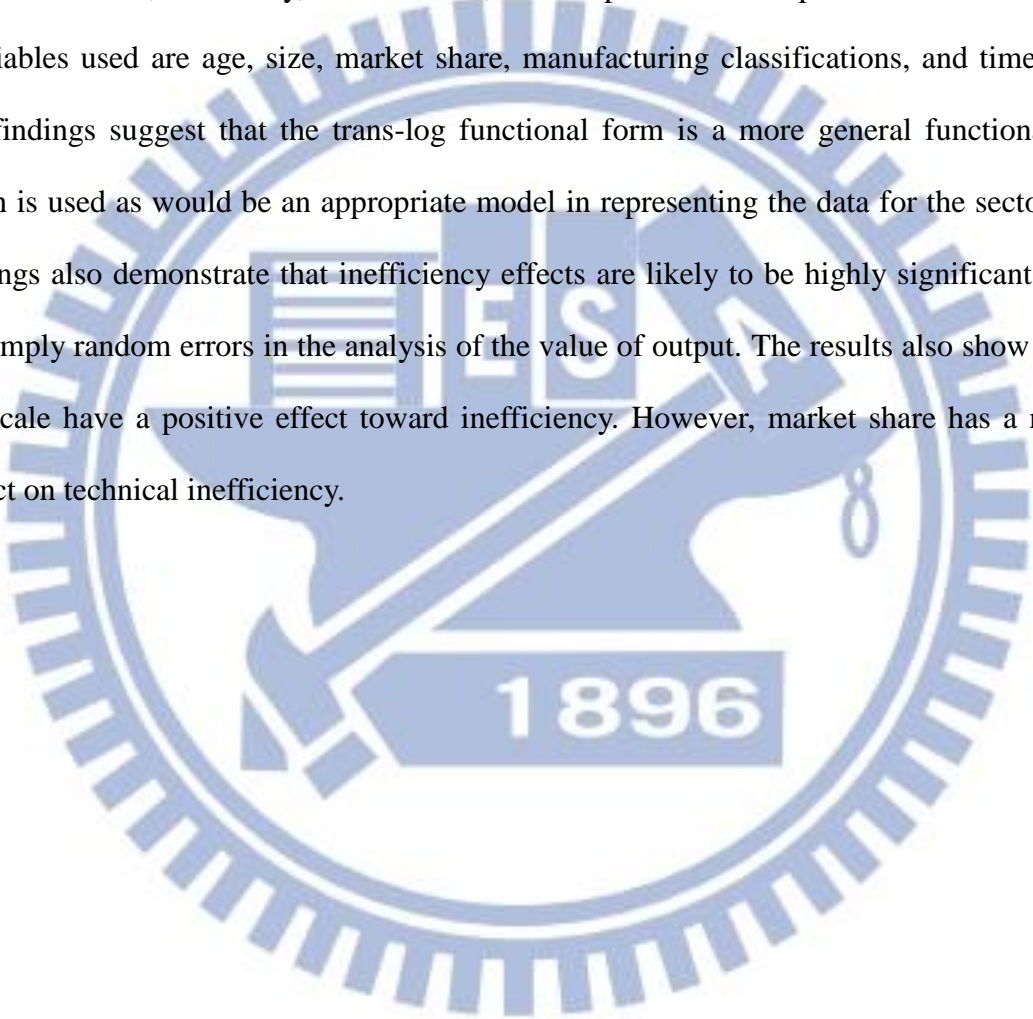 iables used are age, size, market share, manufacturing classifications, and time
findings suggest that the trans-log functional form is a more general function
n is used as would be an appropriate model in representing the data for the secto
ngs also demonstrate that inefficiency effects are likely to be highly significant
mply random errors in the analysis of the value of output. The results also show
cale have a positive effect toward inefficiency. However, market share has a
ct on technical inefficiency.
E S A
8
1896